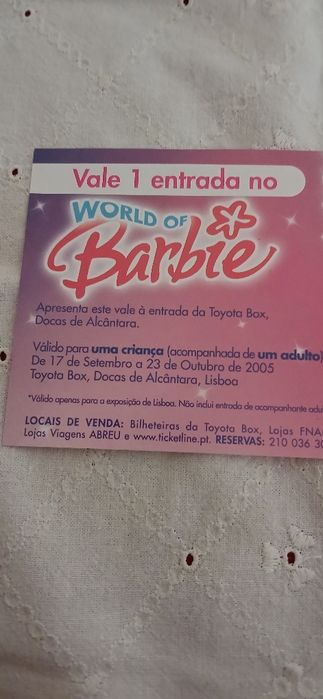 Vale 1 entrada no
WORLD OF
Barbie
Apresenta este vale à entrada da Toyota Box,
Docas de Alcântara.
Válido para uma criança (acompanhada de um adulto)
De 17 de Setembro a 23 de Outubro de 2005
Toyota Box, Docas de Alcântara, Lisboa
*Válido apenas para a exposição de Lisboa. Não inclui entrada de acompanhante
LOCAIS DE VENDA: Bilheteiras da Toyota Box, Lojas
Lojas Viagens ABREU e www.ticketline.pt. RESERVAS: 210 036